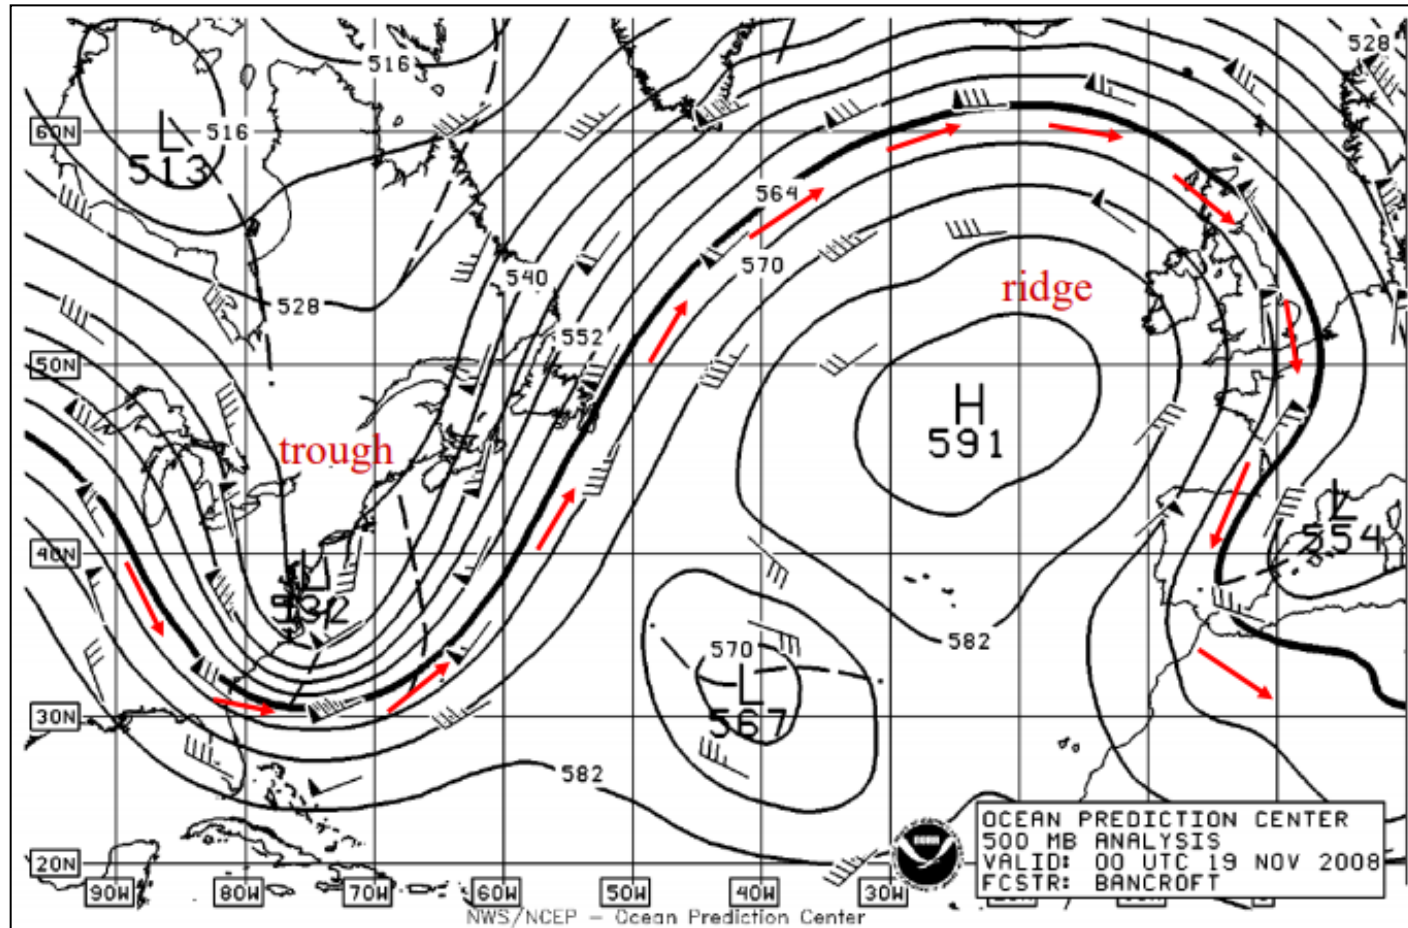 516
528
L
513
516
60N
564
540
570
ridge
528
552
50N
H
591
trough
L
554
40N
L
582
570
L
567
30N
582
OCEAN PREDICTION CENTER
500 MB ANALYSIS
VALID: 00 UTC 19 NOV 2008
FCSTR: BANCROFT
20N
90W 80W 70W 60W 50W 40W 30W
NWS/NCEP – Ocean Prediction Center